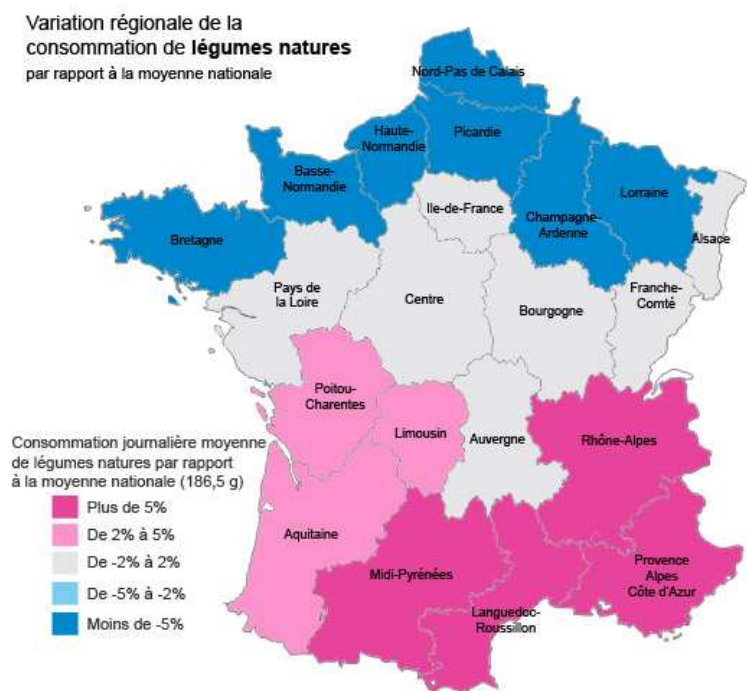 Variation régionale de la
consommation de légumes natures
par rapport à la moyenne nationale
Nord-Pas de Calais
Haute-
Normandie
Picardie
Basse-
Normandie
Lorraine
Ile-de-France
Champagne-
Ardenne
Bretagne
Alsace
Pays de
la Loire
Centre
Franche-
Comté
Bourgogne
Poitou-
Charentes
Limousin
Auvergne
Rhône-Alpes
Aquitaine
Midi-Pyrénées
Provence
Alpes
Côte d'Azur
Languedoc-
Roussillon
Consommation journalière moyenne
de légumes natures par rapport
à la moyenne nationale (186,5 g)
Plus de 5%
De 2% à 5%
De -2% à 2%
De -5% à -2%
Moins de -5%